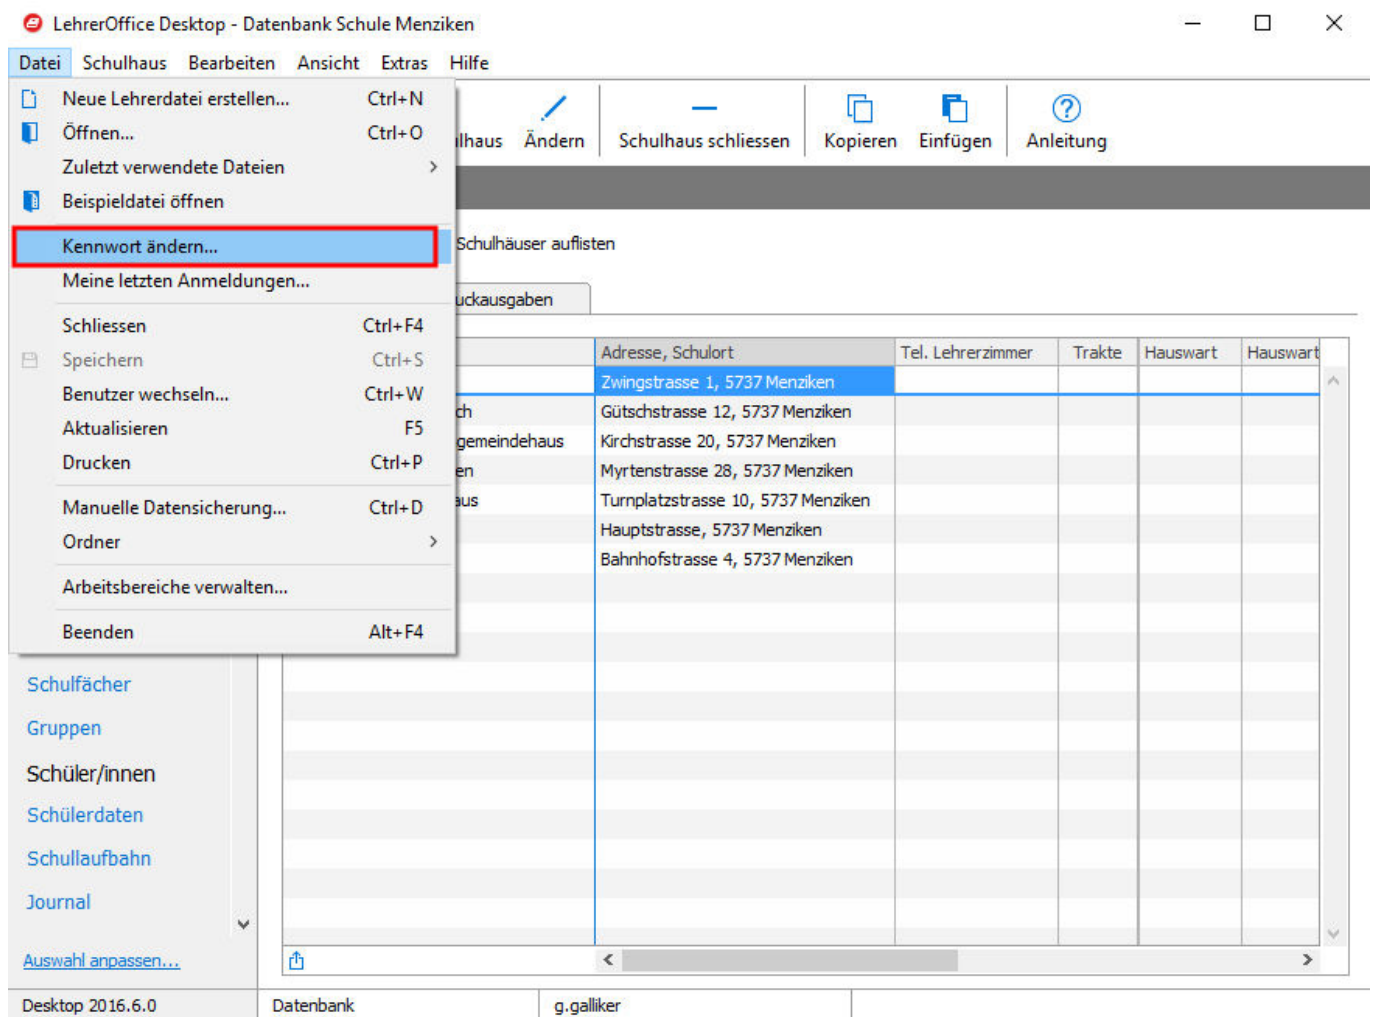 LehrerOffice Desktop - Datenbank Schule Menziken
Datei Schulhaus Bearbeiten Ansicht Extras Hilfe
Neue Lehrerdatei erstellen... Ctrl+N
Öffnen... Ctrl+O
Zuletzt verwendete Dateien
Beispieldatei öffnen
Kennwort ändern...
Meine letzten Anmeldungen...
Schliessen Ctrl+F4
Speichern Ctrl+S
Benutzer wechseln... Ctrl+W
Aktualisieren F5
Drucken Ctrl+P
Manuelle Datensicherung... Ctrl+D
Ordner
Arbeitsbereiche verwalten...
Beenden Alt+F4
lhaus Ändern Schulhaus schliessen Kopieren Einfügen Anleitung
Schulhäuser auflisten
uckausgaben
Adresse, Schulort Tel. Lehrerzimmer Trakte Hauswart Hauswart
Zwingstrasse 1, 5737 Menziken
ch Gütschstrasse 12, 5737 Menziken
gemeindehaus Kirchstrasse 20, 5737 Menziken
en Myrtenstrasse 28, 5737 Menziken
aus Turnplatzstrasse 10, 5737 Menziken
Hauptstrasse, 5737 Menziken
Bahnhofstrasse 4, 5737 Menziken
Schulfächer
Gruppen
Schüler/innen
Schülerdaten
Schullaufbahn
Journal
Auswahl anpassen...
Desktop 2016.6.0 Datenbank g.galliker